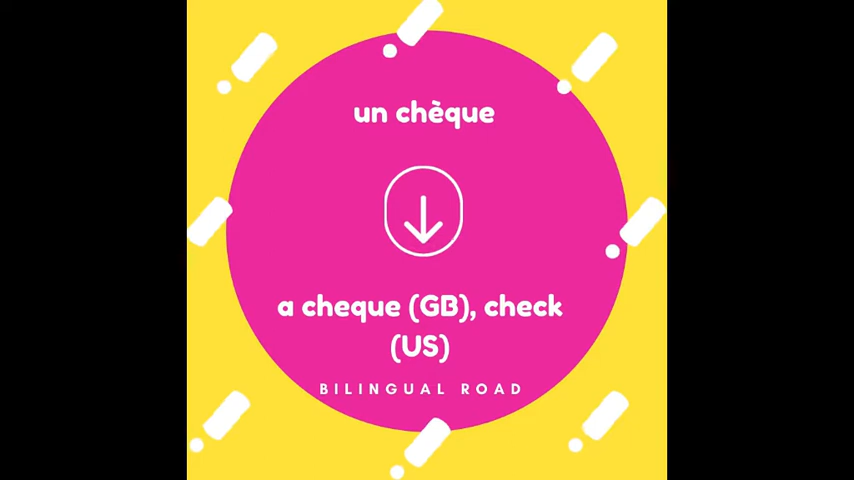 un chèque
a cheque (GB), check
(US)
BILINGUAL ROAD